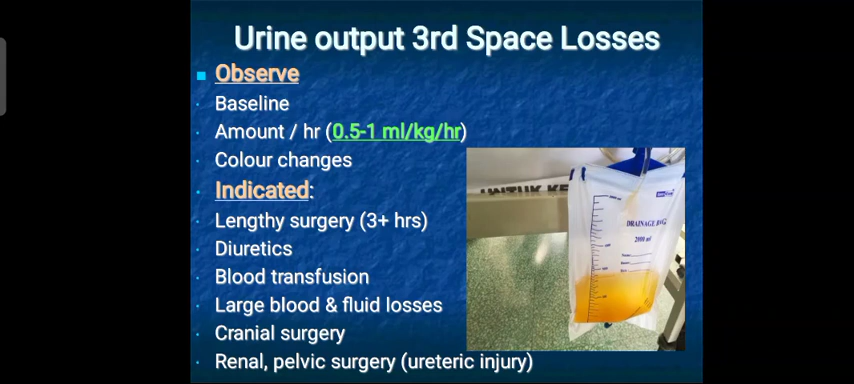 Urine output 3rd Space Losses
Observe
Baseline
Amount / hr (0.5-1 ml/kg/hr)
Colour changes
Indicated:
Lengthy surgery (3+ hrs)
Diuretics
Blood transfusion
Large blood & fluid losses
Cranial surgery
Renal, pelvic surgery (ureteric injury)
UNTUK
DRAINAGE BAG
2000 ml